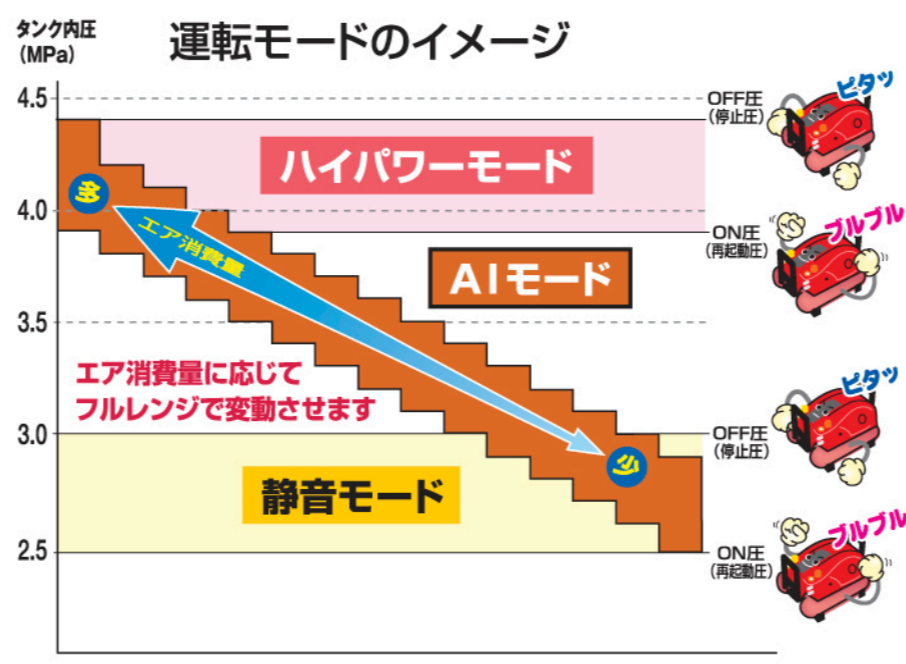 タンク内圧
(MPa)
運転モードのイメージ
4.5
OFF圧
(停止圧)
ピタッ
ハイパワーモード
多
4.0
エア消費量
ON圧
(再起動圧)
ブルブル
AIモード
3.5
エア消費量に応じて
フルレンジで変動させます
3.0
OFF圧
(停止圧)
ピタッ
少
静音モード
2.5
ON圧
(再起動圧)
ブルブル